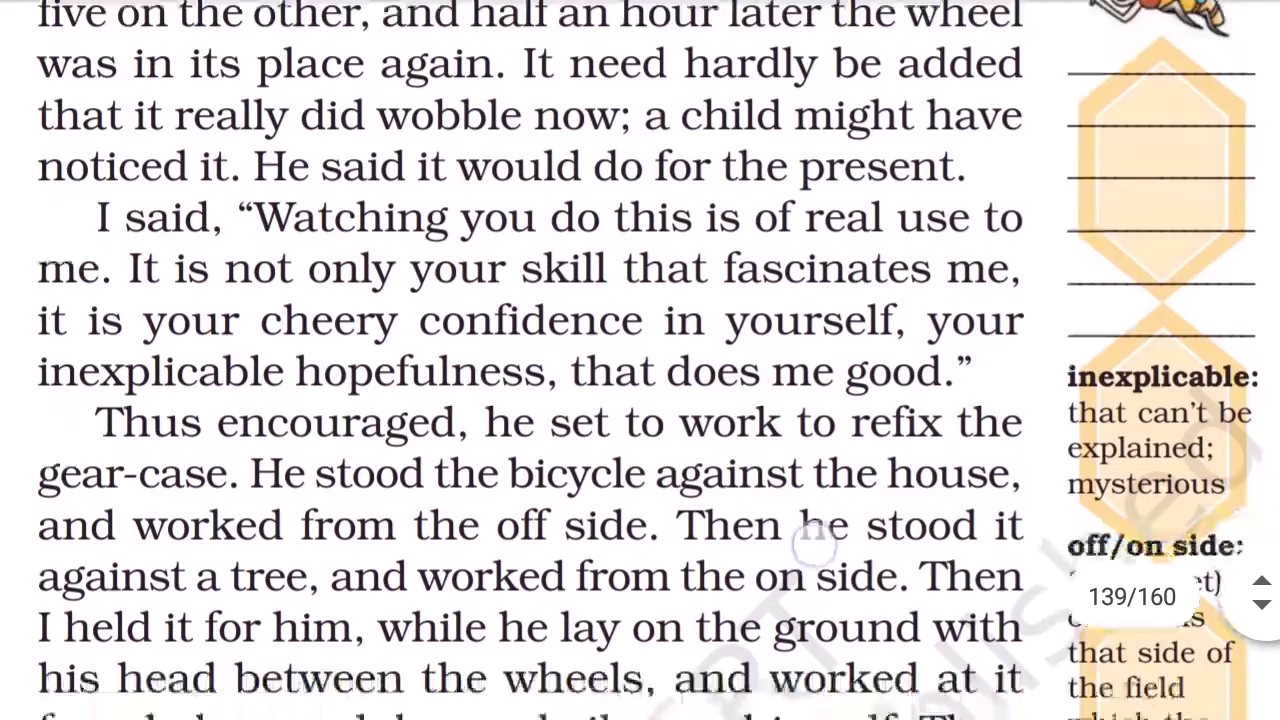 five on the other, and half an hour later the wheel
was in its place again. It need hardly be added
that it really did wobble now; a child might have
noticed it. He said it would do for the present.
I said, “Watching you do this is of real use to
me. It is not only your skill that fascinates me,
it is your cheery confidence in yourself, your
inexplicable hopefulness, that does me good.”
Thus encouraged, he set to work to refix the
gear-case. He stood the bicycle against the house,
and worked from the off side. Then he stood it
against a tree, and worked from the on side. Then
I held it for him, while he lay on the ground with
his head between the wheels, and worked at it
inexplicable:
that can’t be
explained;
mysterious
off/on side:
139/160
that side of
the field
which the